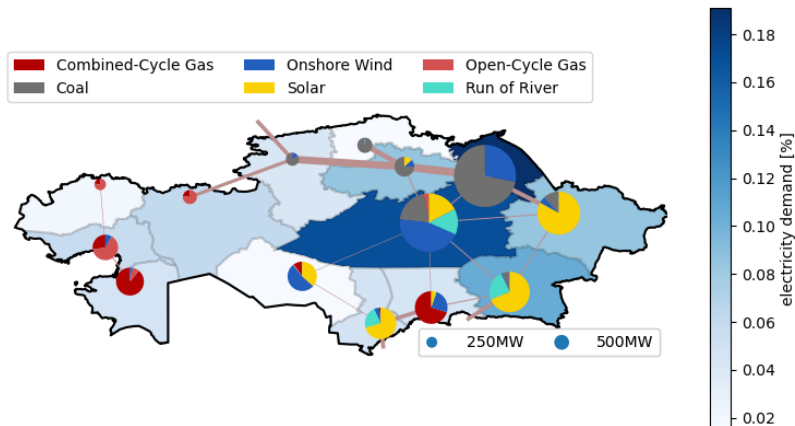 Combined-Cycle Gas Onshore Wind Open-Cycle Gas
Coal Solar Run of River
250MW 500MW
0.18
0.16
0.14
0.12
0.10
0.08
0.06
0.04
0.02
electricity demand [%]